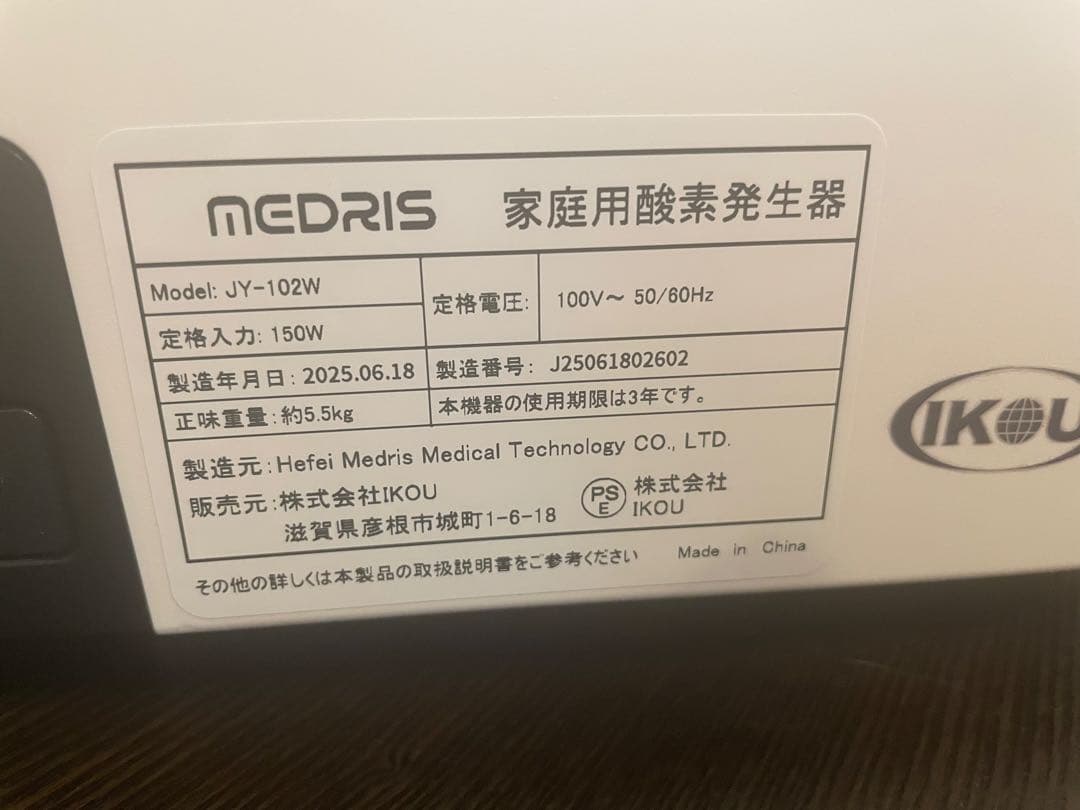 MEDRIS 家庭用酸素発生器
Model: JY-102W
定格電圧: 100V～ 50/60Hz
定格入力: 150W
製造年月日: 2025.06.18 製造番号: J25061802602
正味重量:約5.5kg 本機器の使用期限は3年です。
製造元:Hefei Medris Medical Technology CO., LTD.
販売元:株式会社IKOU
滋賀県彦根市城町1-6-18
PS
E
株式会社
IKOU
その他の詳しくは本製品の取扱説明書をご参考ください
Made in China
IKOU